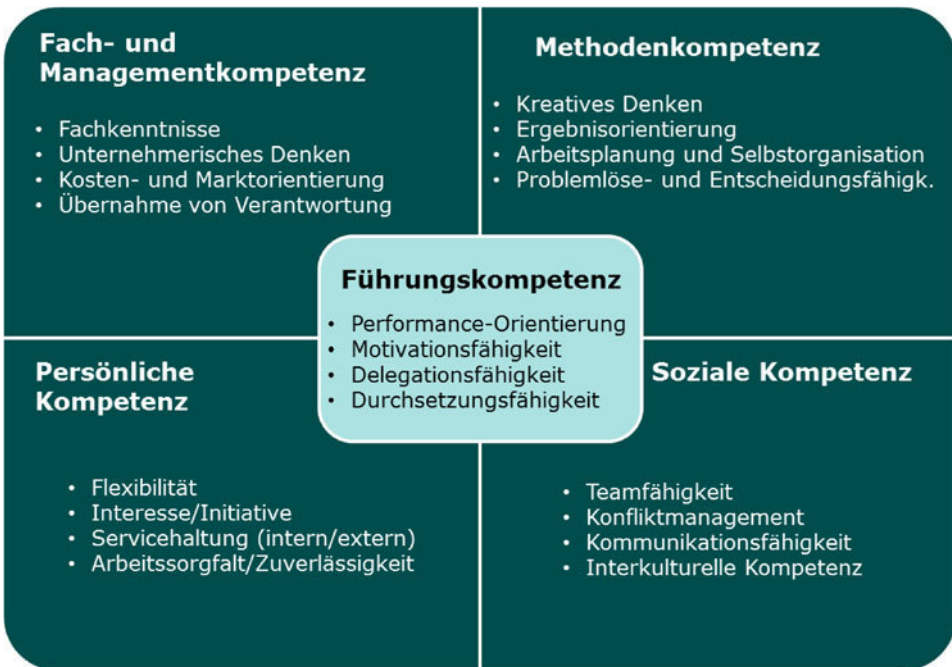 Fach- und
Managementkompetenz
• Fachkenntnisse
• Unternehmerisches Denken
• Kosten- und Marktorientierung
• Übernahme von Verantwortung
Methodenkompetenz
• Kreatives Denken
• Ergebnisorientierung
• Arbeitsplanung und Selbstorganisation
• Problemlöse- und Entscheidungsfähigk.
Führungskompetenz
• Performance-Orientierung
• Motivationsfähigkeit
• Delegationsfähigkeit
• Durchsetzungsfähigkeit
Persönliche
Kompetenz
• Flexibilität
• Interesse/Initiative
• Servicehaltung (intern/extern)
• Arbeitssorgfalt/Zuverlässigkeit
Soziale Kompetenz
• Teamfähigkeit
• Konfliktmanagement
• Kommunikationsfähigkeit
• Interkulturelle Kompetenz